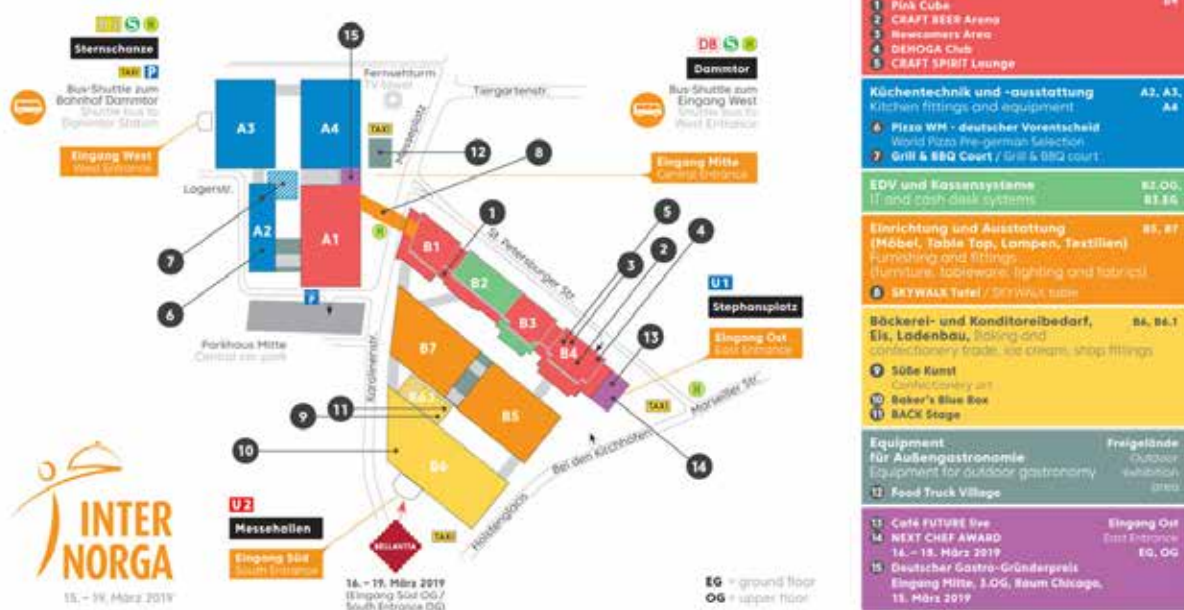 Sternschanze
TAXI P
Bus-Shuttle zum
Bahnhof Dammtor
Shuttle bus to
Dammtor Station
Eingang West
West Entrance
15
Fernsehturm
TV tower
Tiergartenstr.
DB S H
Dammtor
Bus-Shuttle zum
Eingang West
Shuttle bus to
West Entrance
A3
A4
TAXI
Messeplatz
12
8
Eingang Mitte
Central Entrance
Lagerstr.
A2
A1
7
6
H
1
B1
St. Petersburger Str.
5
3
2
4
B2
B3
B4
U1
Stephansplatz
Eingang Ost
East Entrance
13
P
Parkhaus Mitte
Central car park
Karolinenstr.
B7
B5
H
TAXI
Marseiller Str.
9
11
B6.1
10
B6
14
Bei den Kirchhöfen
Holstenglacis
U2
Messehallen
Eingang Süd
South Entrance
TAXI
BELLAVITA
16. – 19. März 2019
(Eingang Süd OG /
South Entrance OG)
INTER
NORGA
15. – 19. März 2019
EG = ground floor
OG = upper floor
1 Pink Cube
2 CRAFT BEER Arena
3 Newcomers Area
4 DEHOGA Club
5 CRAFT SPIRIT Lounge
Küchentechnik und -ausstattung A2, A3,
Kitchen fittings and equipment A4
6 Pizza WM - deutscher Vorentscheid
World Pizza Pre-german Selection
7 Grill & BBQ Court / Grill & BBQ court
EDV und Kassensysteme B2.OG,
IT and cash desk systems B3.EG
Einrichtung und Ausstattung B5, B7
(Möbel, Table Top, Lampen, Textilien)
Furnishing and fittings
(furniture, tableware, lighting and fabrics)
8 SKYWALK Tafel / SKYWALK table
Bäckerei- und Konditoreibedarf, B6, B6.1
Eis, Ladenbau, Baking and
confectionery trade, ice cream, shop fittings
9 Süße Kunst
Confectionery art
10 Baker's Blue Box
11 BACK Stage
Equipment Freigelände
für Außengastronomie Outdoor
Equipment for outdoor gastronomy exhibition
area
12 Food Truck Village
13 Café FUTURE live Eingang Ost
14 NEXT CHEF AWARD East Entrance
16. – 18. März 2019 EG, OG
15 Deutscher Gastro-Gründerpreis
Eingang Mitte, 3.OG, Raum Chicago,
15. März 2019